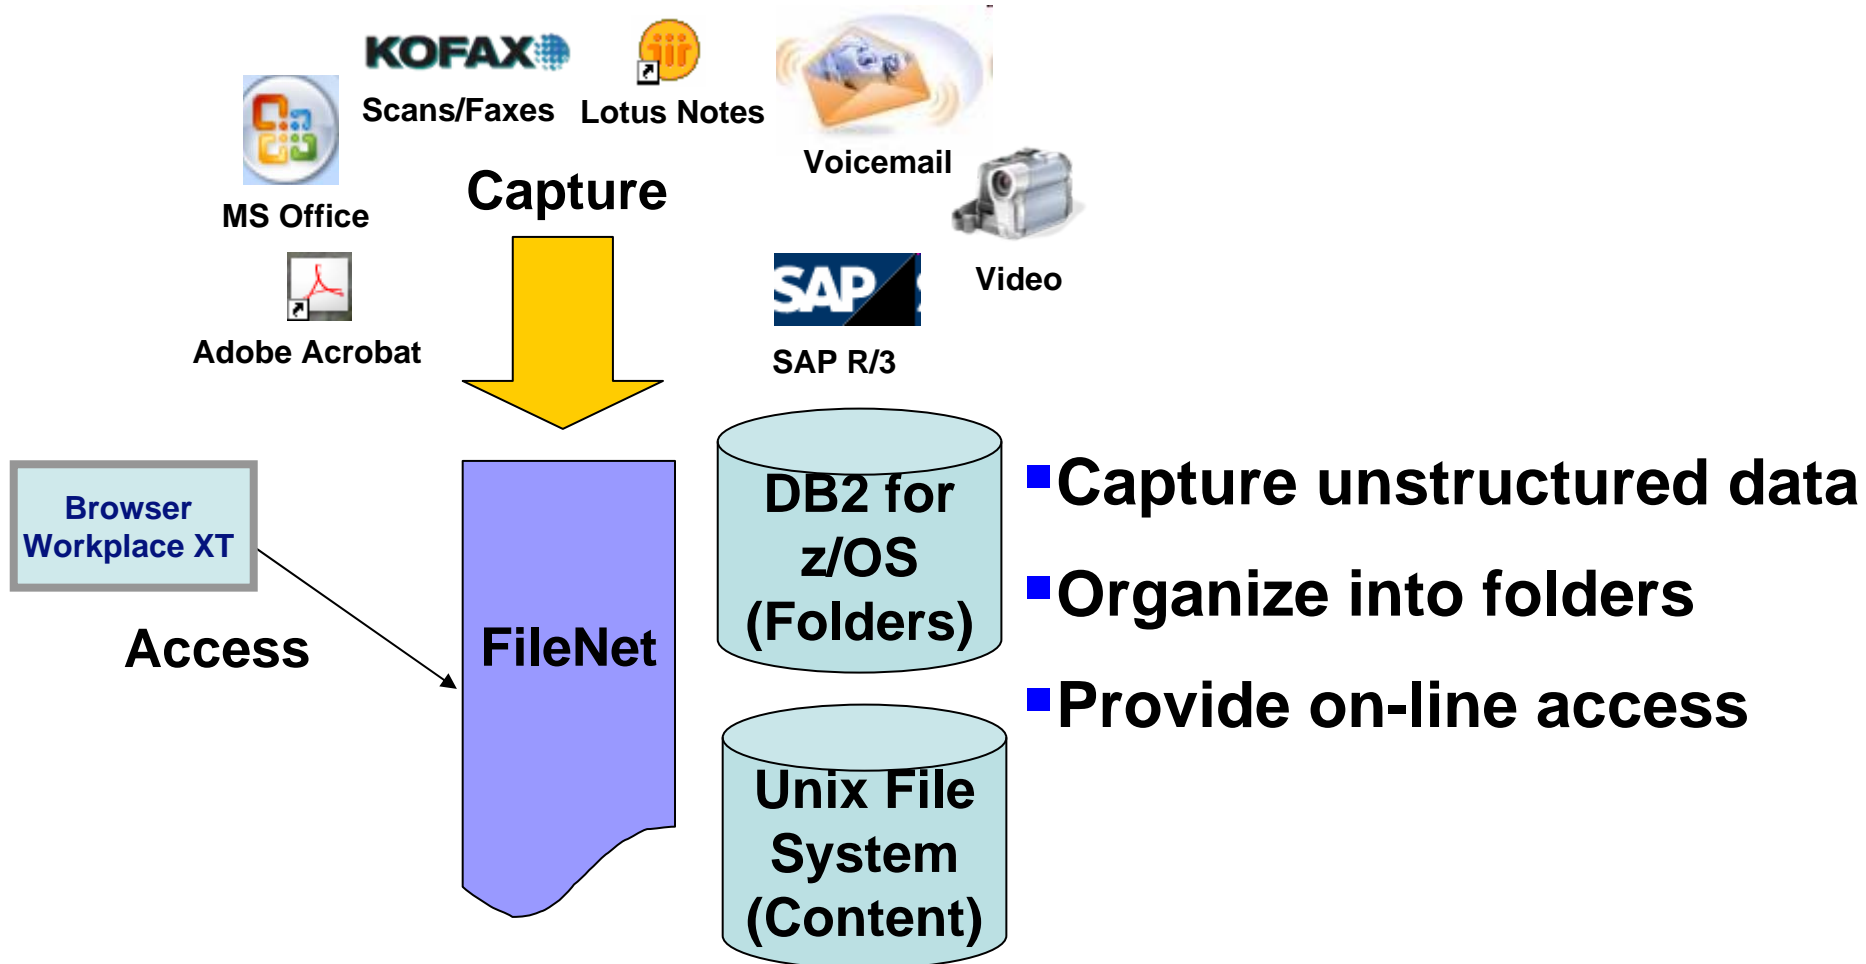 KOFAX
Scans/Faxes
Lotus Notes
Voicemail
MS Office
Capture
Video
Adobe Acrobat
SAP
SAP R/3
Browser
Workplace XT
Access
FileNet
DB2 for
z/OS
(Folders)
Unix File
System
(Content)
▪Capture unstructured data
▪Organize into folders
▪Provide on-line access